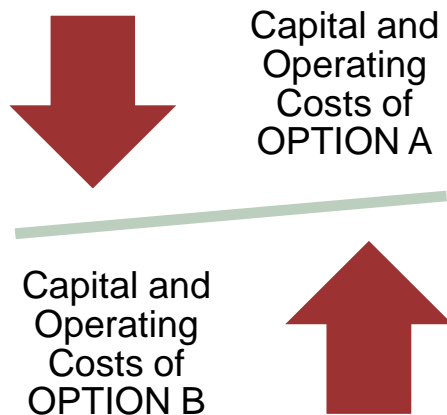 Capital and
Operating
Costs of
OPTION A
Capital and
Operating
Costs of
OPTION B